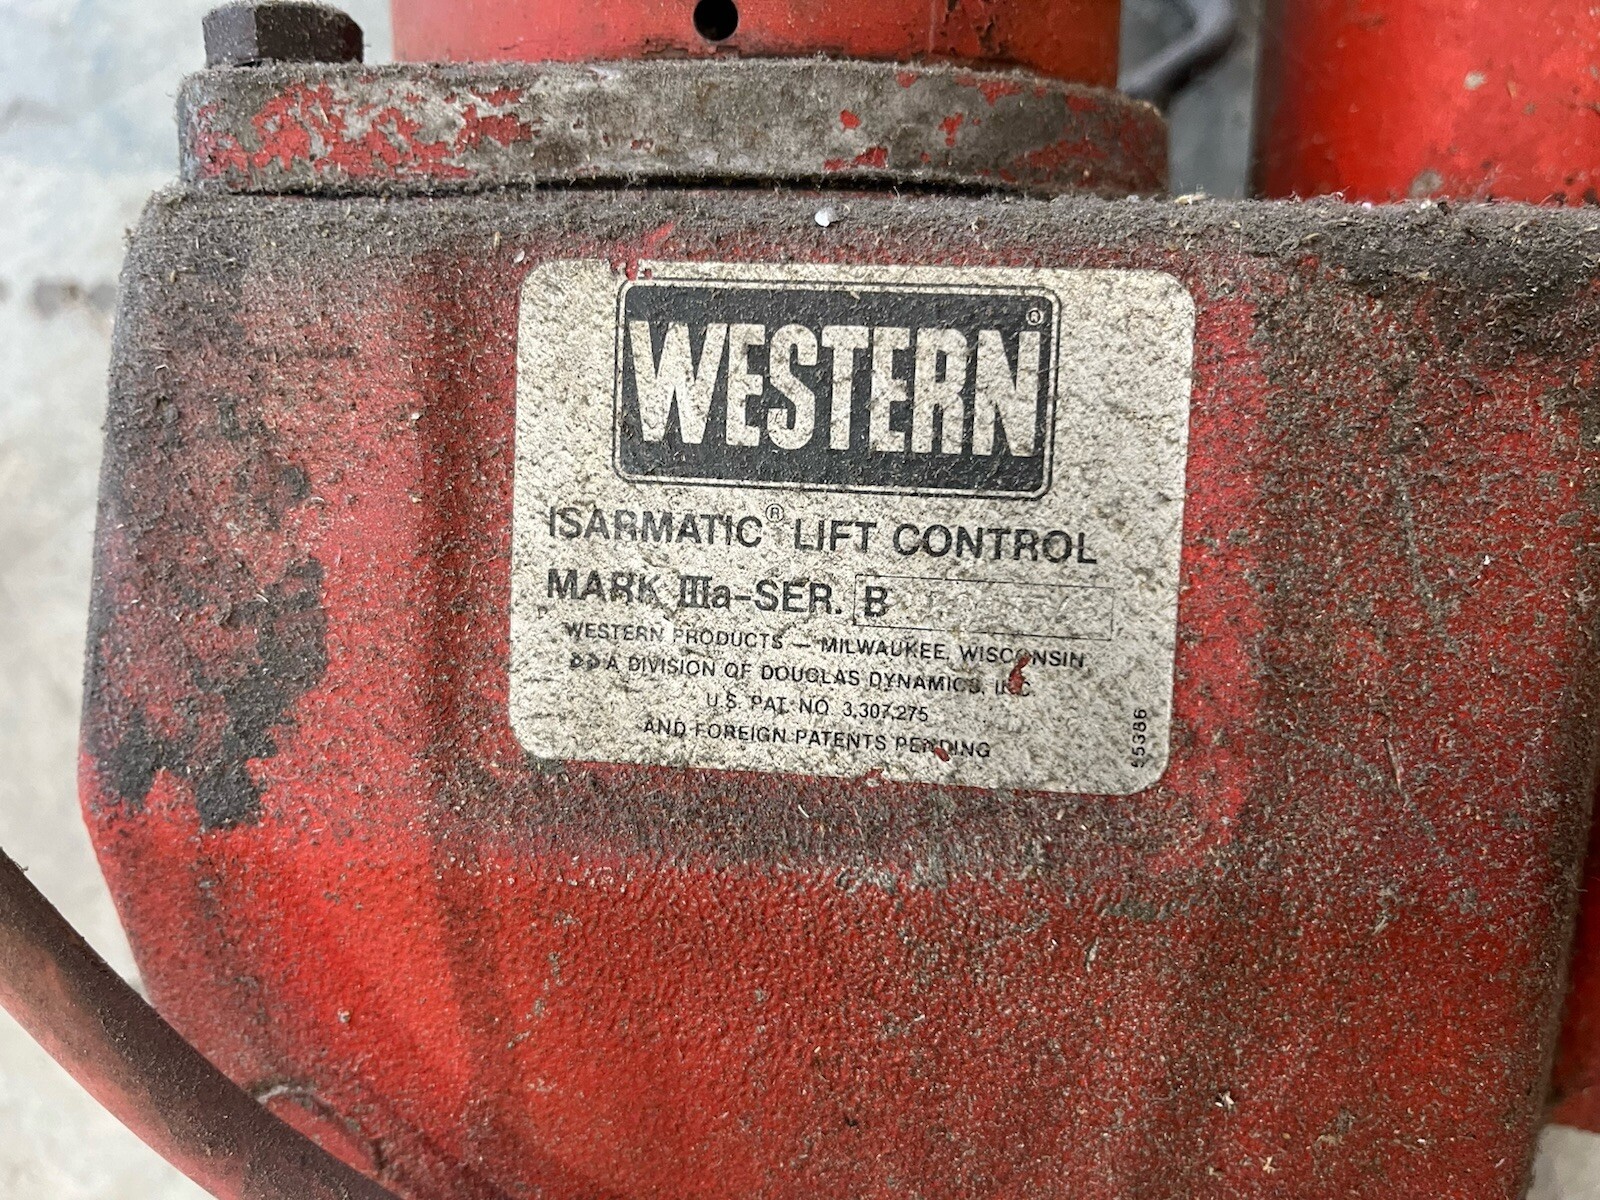 WESTERN®
ISARMATIC® LIFT CONTROL
MARK IIIa-SER. B
WESTERN PRODUCTS — MILWAUKEE, WISCONSIN
A DIVISION OF DOUGLAS DYNAMICS, INC.
U.S. PAT. NO. 3,307,275
AND FOREIGN PATENTS PENDING
55386